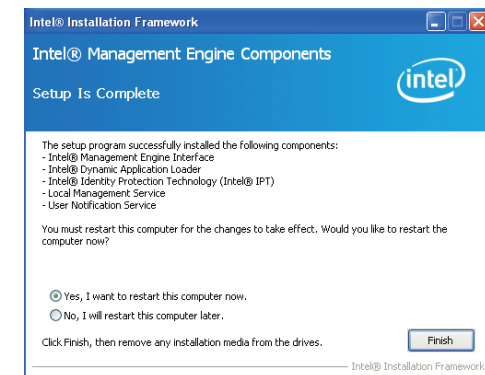 Intel® Installation Framework
Intel® Management Engine Components
Setup Is Complete
intel
The setup program successfully installed the following components:
- Intel® Management Engine Interface
- Intel® Dynamic Application Loader
- Intel® Identity Protection Technology (Intel® IPT)
- Local Management Service
- User Notification Service
You must restart this computer for the changes to take effect. Would you like to restart the
computer now?
Yes, I want to restart this computer now.
No, I will restart this computer later.
Click Finish, then remove any installation media from the drives.
Finish
Intel® Installation Framework